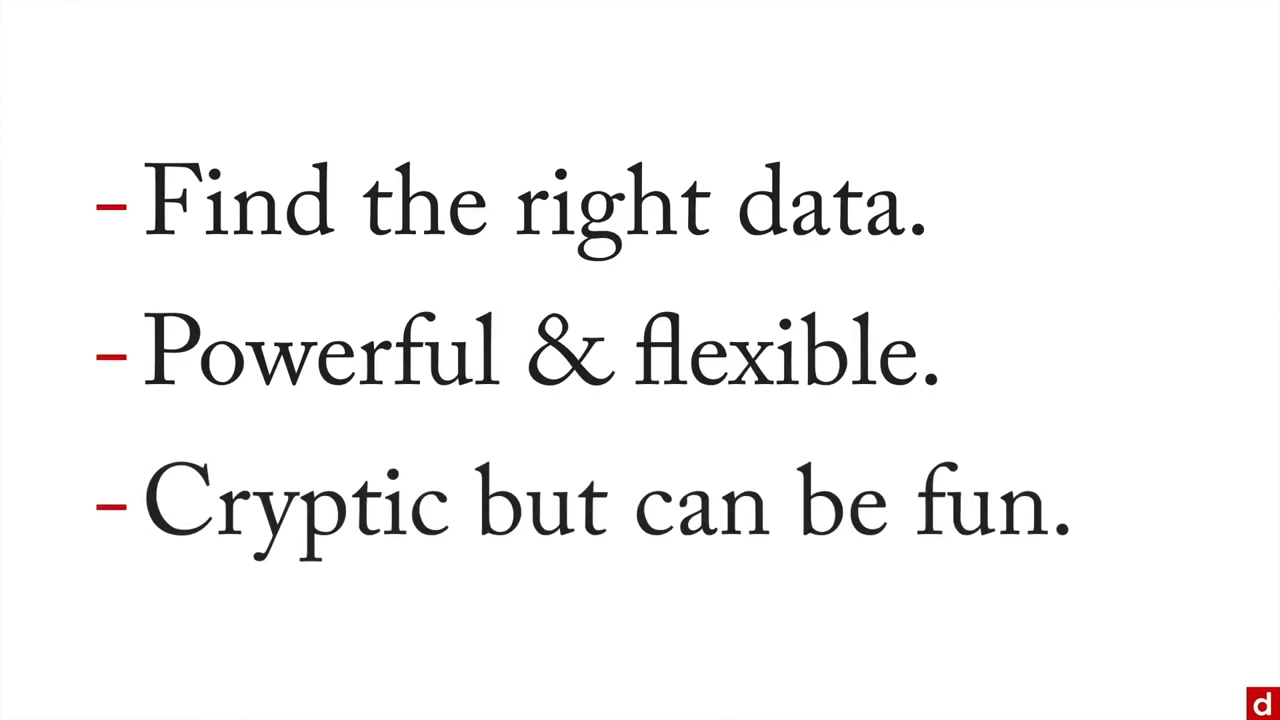 - Find the right data.
- Powerful & flexible.
- Cryptic but can be fun.
d